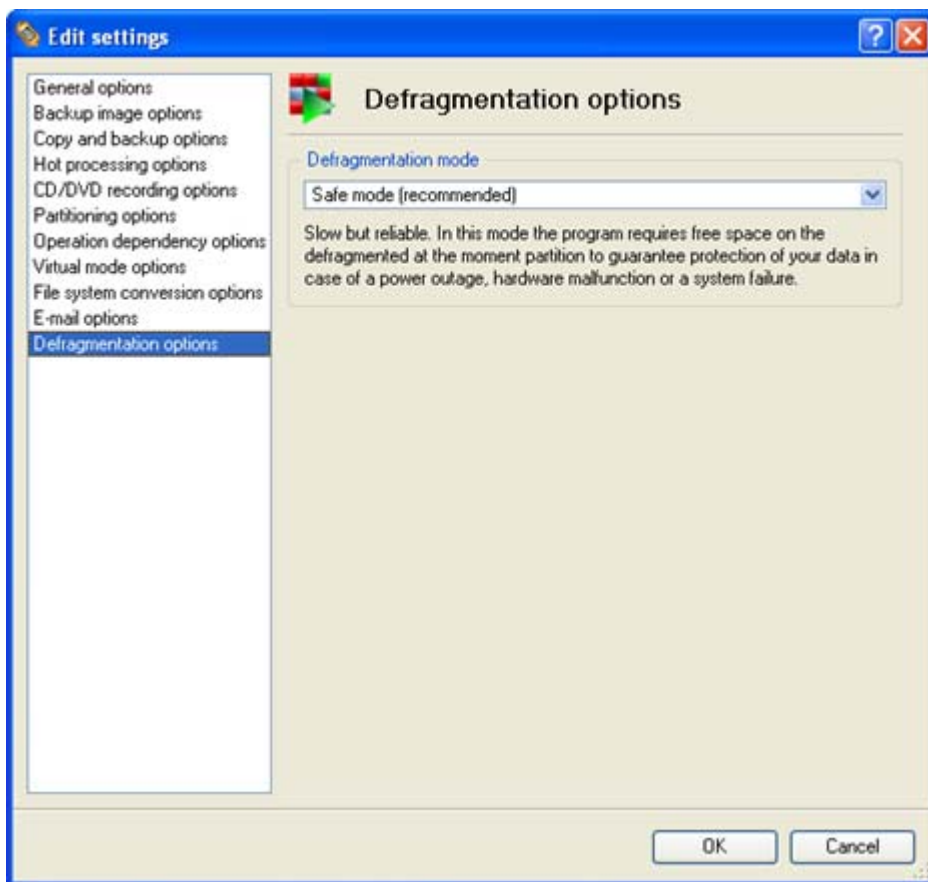 Edit settings
General options
Backup image options
Copy and backup options
Hot processing options
CD/DVD recording options
Partitioning options
Operation dependency options
Virtual mode options
File system conversion options
E-mail options
Defragmentation options
Defragmentation options
Defragmentation mode
Safe mode (recommended)
Slow but reliable. In this mode the program requires free space on the
defragmented at the moment partition to guarantee protection of your data in
case of a power outage, hardware malfunction or a system failure.
OK
Cancel